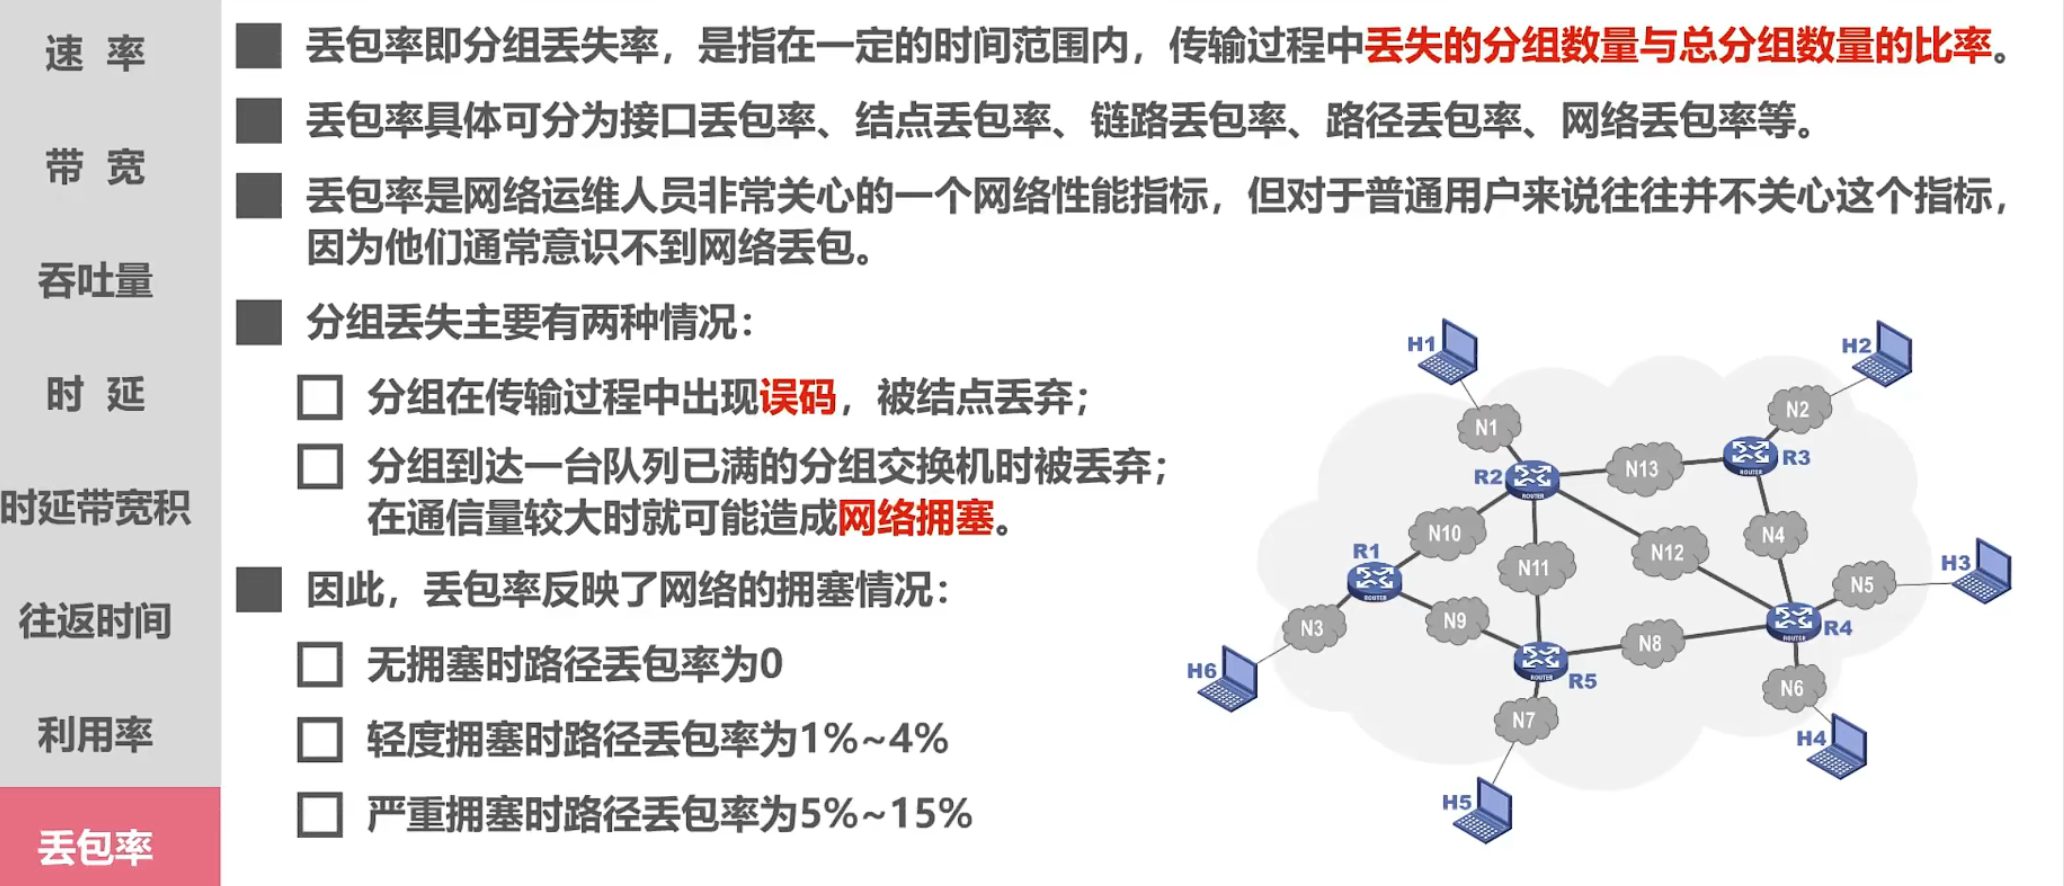 速 率
带 宽
吞吐量
时 延
时延带宽积
往返时间
利用率
丢包率
丢包率即分组丢失率，是指在一定的时间范围内，传输过程中丢失的分组数量与总分组数量的比率。
丢包率具体可分为接口丢包率、结点丢包率、链路丢包率、路径丢包率、网络丢包率等。
丢包率是网络运维人员非常关心的一个网络性能指标，但对于普通用户来说往往并不关心这个指标，
因为他们通常意识不到网络丢包。
分组丢失主要有两种情况：
分组在传输过程中出现误码，被结点丢弃；
分组到达一台队列已满的分组交换机时被丢弃；
在通信量较大时就可能造成网络拥塞。
因此，丢包率反映了网络的拥塞情况：
无拥塞时路径丢包率为0
轻度拥塞时路径丢包率为1%~4%
严重拥塞时路径丢包率为5%~15%
H1
H2
N2
N1
R3
ROUTER
N13
R2
ROUTER
N10
N4
N12
R1
H3
N11
ROUTER
N5
N9
N3
R4
ROUTER
N8
H6
R5
ROUTER
N6
N7
H4
H5